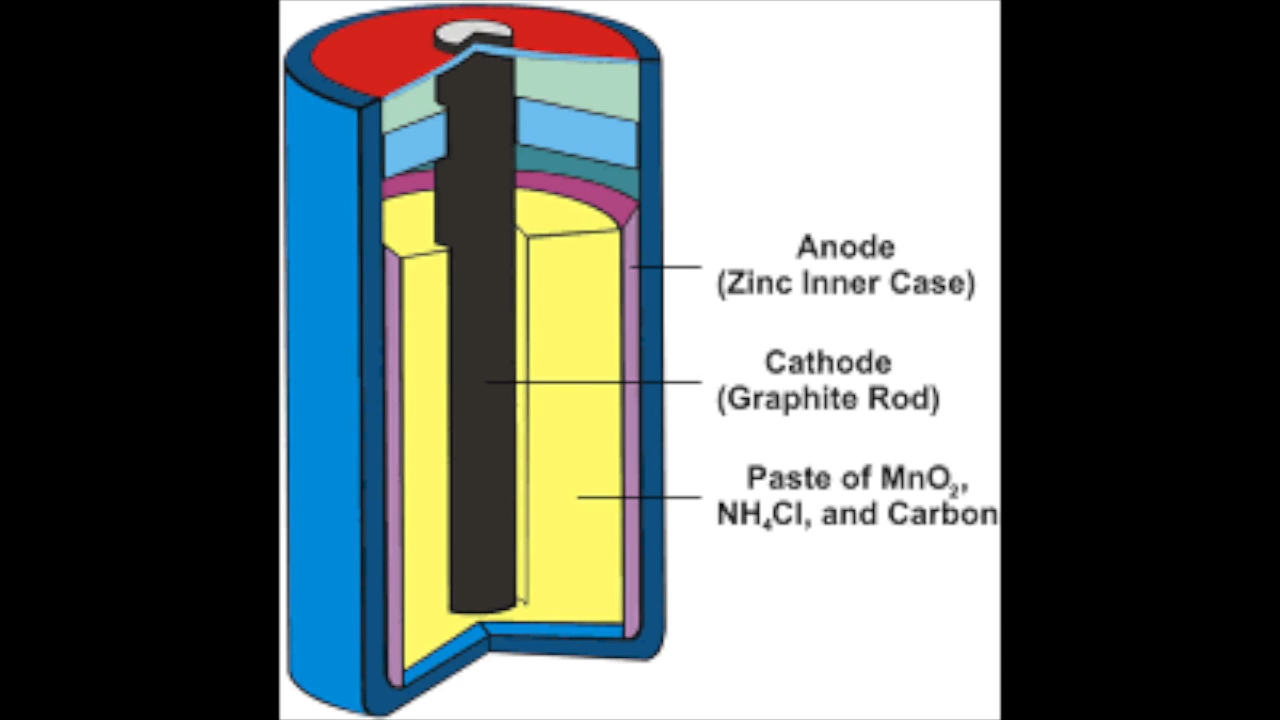 Anode
(Zinc Inner Case)
Cathode
(Graphite Rod)
Paste of MnO₂,
NH₄Cl, and Carbon